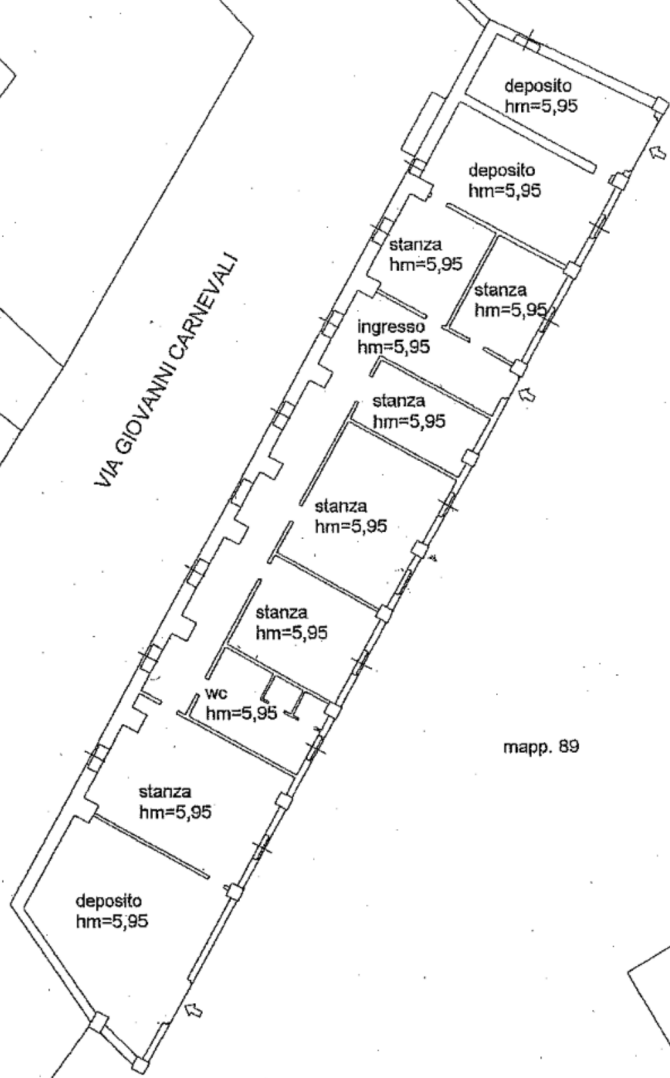 deposito
hm=5,95
deposito
hm=5,95
stanza
hm=5,95
stanza
hm=5,95
ingresso
hm=5,95
VIA GIOVANNI CARNEVALI
stanza
hm=5,95
stanza
hm=5,95
stanza
hm=5,95
wc
hm=5,95
mapp. 89
stanza
hm=5,95
deposito
hm=5,95